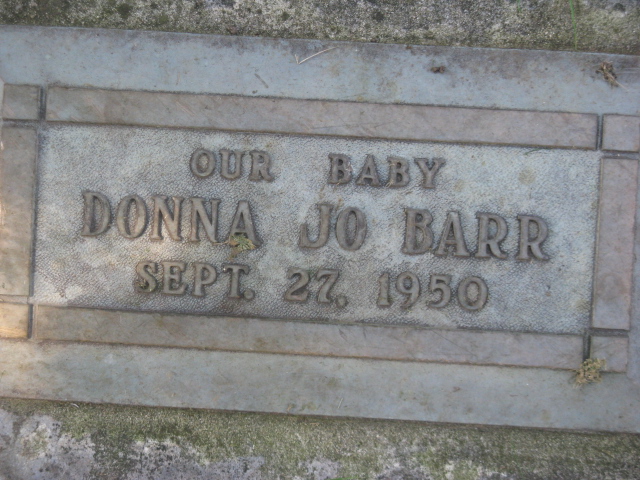 OUR BABY
DONNA JO BARR
SEPT. 27, 1950